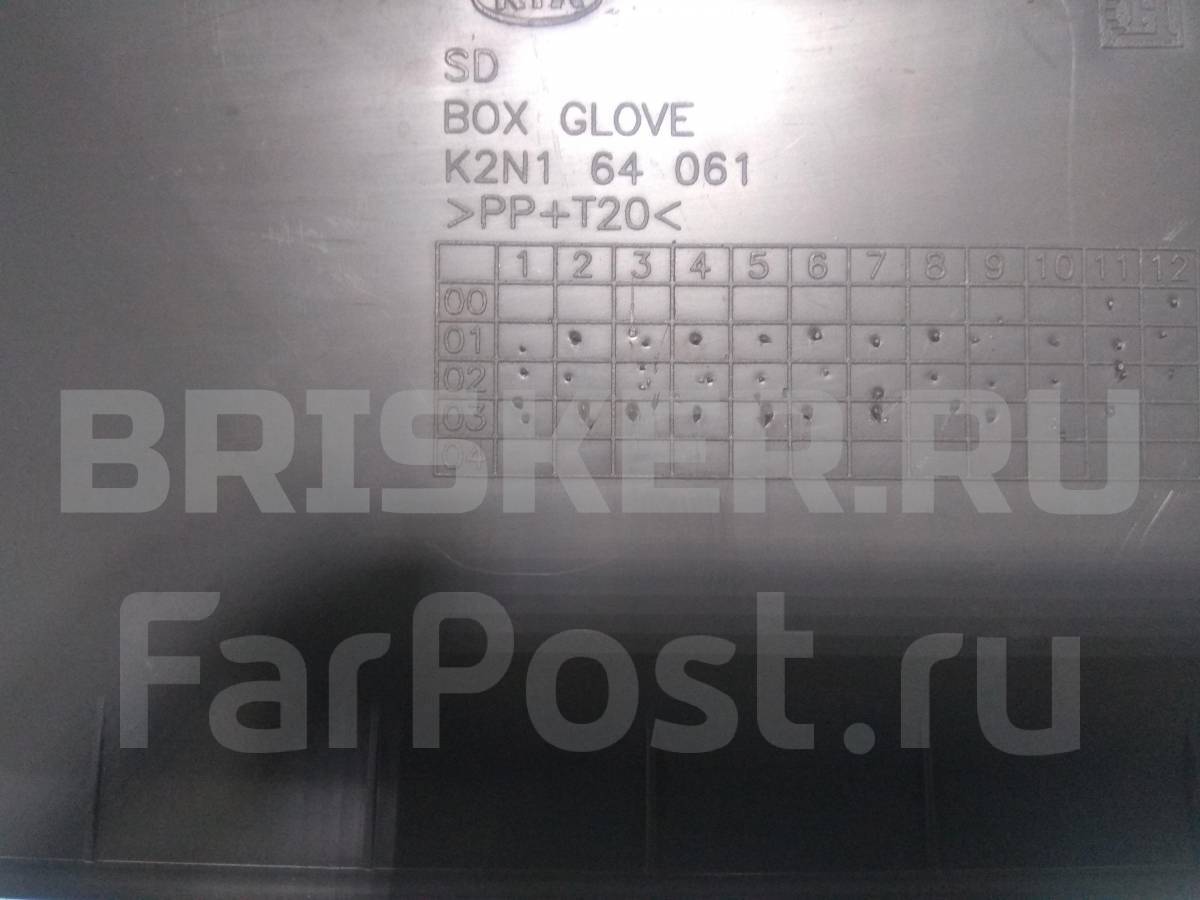 KIA
SD
BOX GLOVE
K2N1 64 061
>PP+T20<
1 2 3 4 5 6 7 8 9 10 11 12
00
01
02
03
04
BRISKER.RU
FarPost.ru